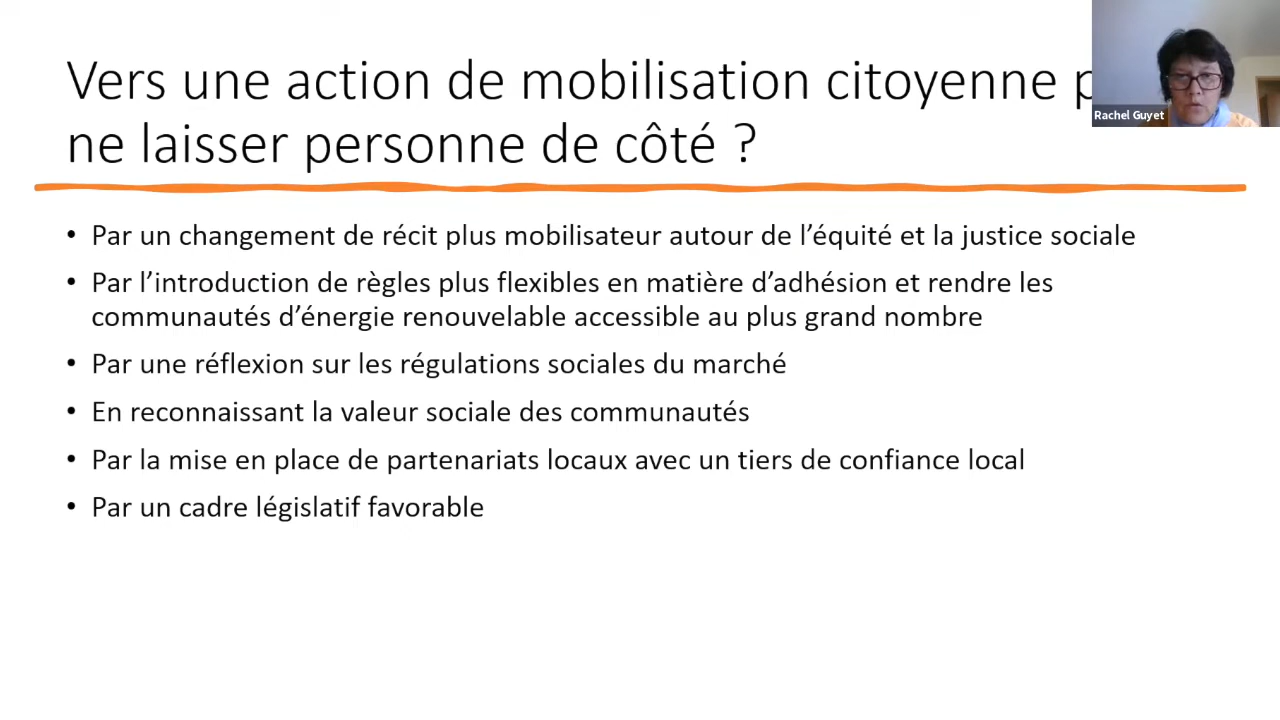 Vers une action de mobilisation citoyenne
ne laisser personne de côté ?
Rachel Guyet
• Par un changement de récit plus mobilisateur autour de l’équité et la justice sociale
• Par l’introduction de règles plus flexibles en matière d’adhésion et rendre les
communautés d’énergie renouvelable accessible au plus grand nombre
• Par une réflexion sur les régulations sociales du marché
• En reconnaissant la valeur sociale des communautés
• Par la mise en place de partenariats locaux avec un tiers de confiance local
• Par un cadre législatif favorable